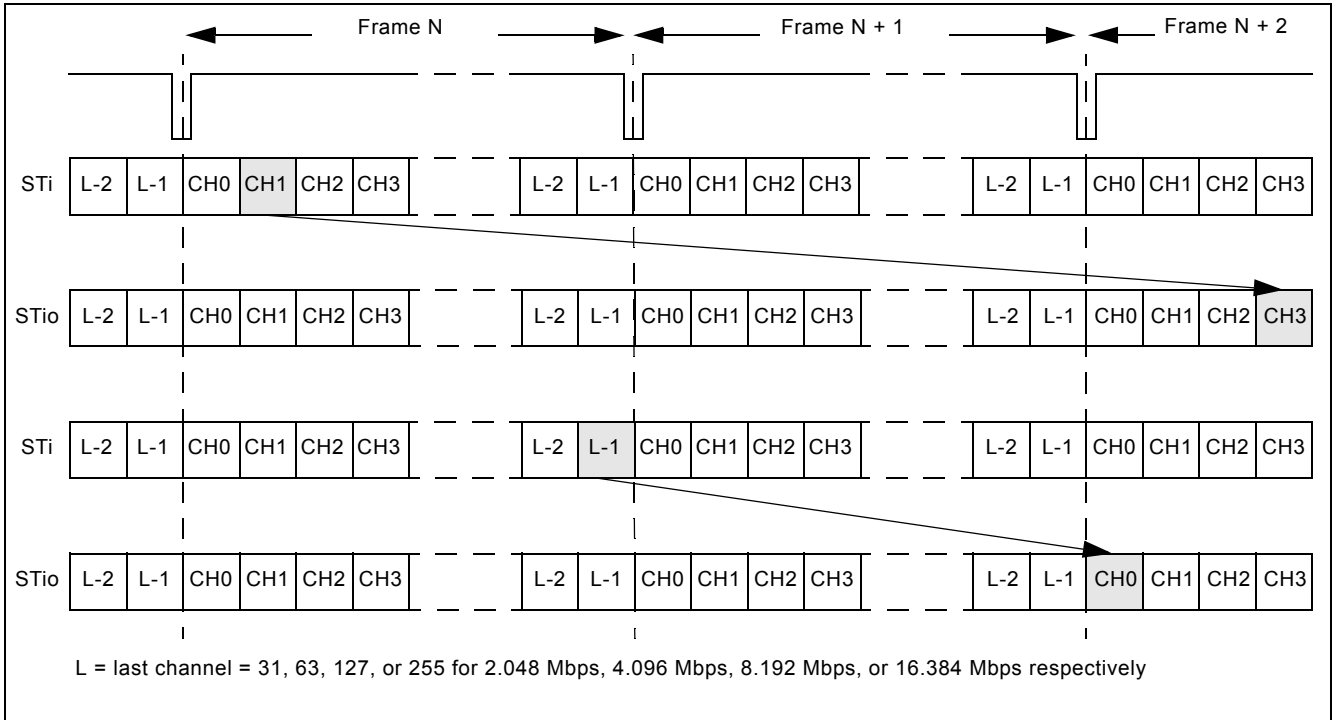 Frame N Frame N + 1 Frame N + 2
STi L-2 L-1 CH0 CH1 CH2 CH3 L-2 L-1 CH0 CH1 CH2 CH3 L-2 L-1 CH0 CH1 CH2 CH3
STio L-2 L-1 CH0 CH1 CH2 CH3 L-2 L-1 CH0 CH1 CH2 CH3 L-2 L-1 CH0 CH1 CH2 CH3
STi L-2 L-1 CH0 CH1 CH2 CH3 L-2 L-1 CH0 CH1 CH2 CH3 L-2 L-1 CH0 CH1 CH2 CH3
STio L-2 L-1 CH0 CH1 CH2 CH3 L-2 L-1 CH0 CH1 CH2 CH3 L-2 L-1 CH0 CH1 CH2 CH3
L = last channel = 31, 63, 127, or 255 for 2.048 Mbps, 4.096 Mbps, 8.192 Mbps, or 16.384 Mbps respectively